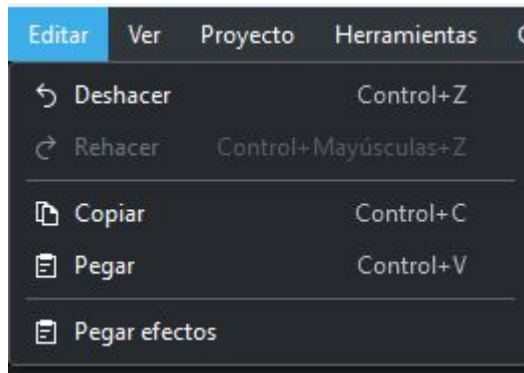 Editar Ver Proyecto Herramientas
Deshacer Control+Z
Rehacer Control+Mayúsculas+Z
Copiar Control+C
Pegar Control+V
Pegar efectos